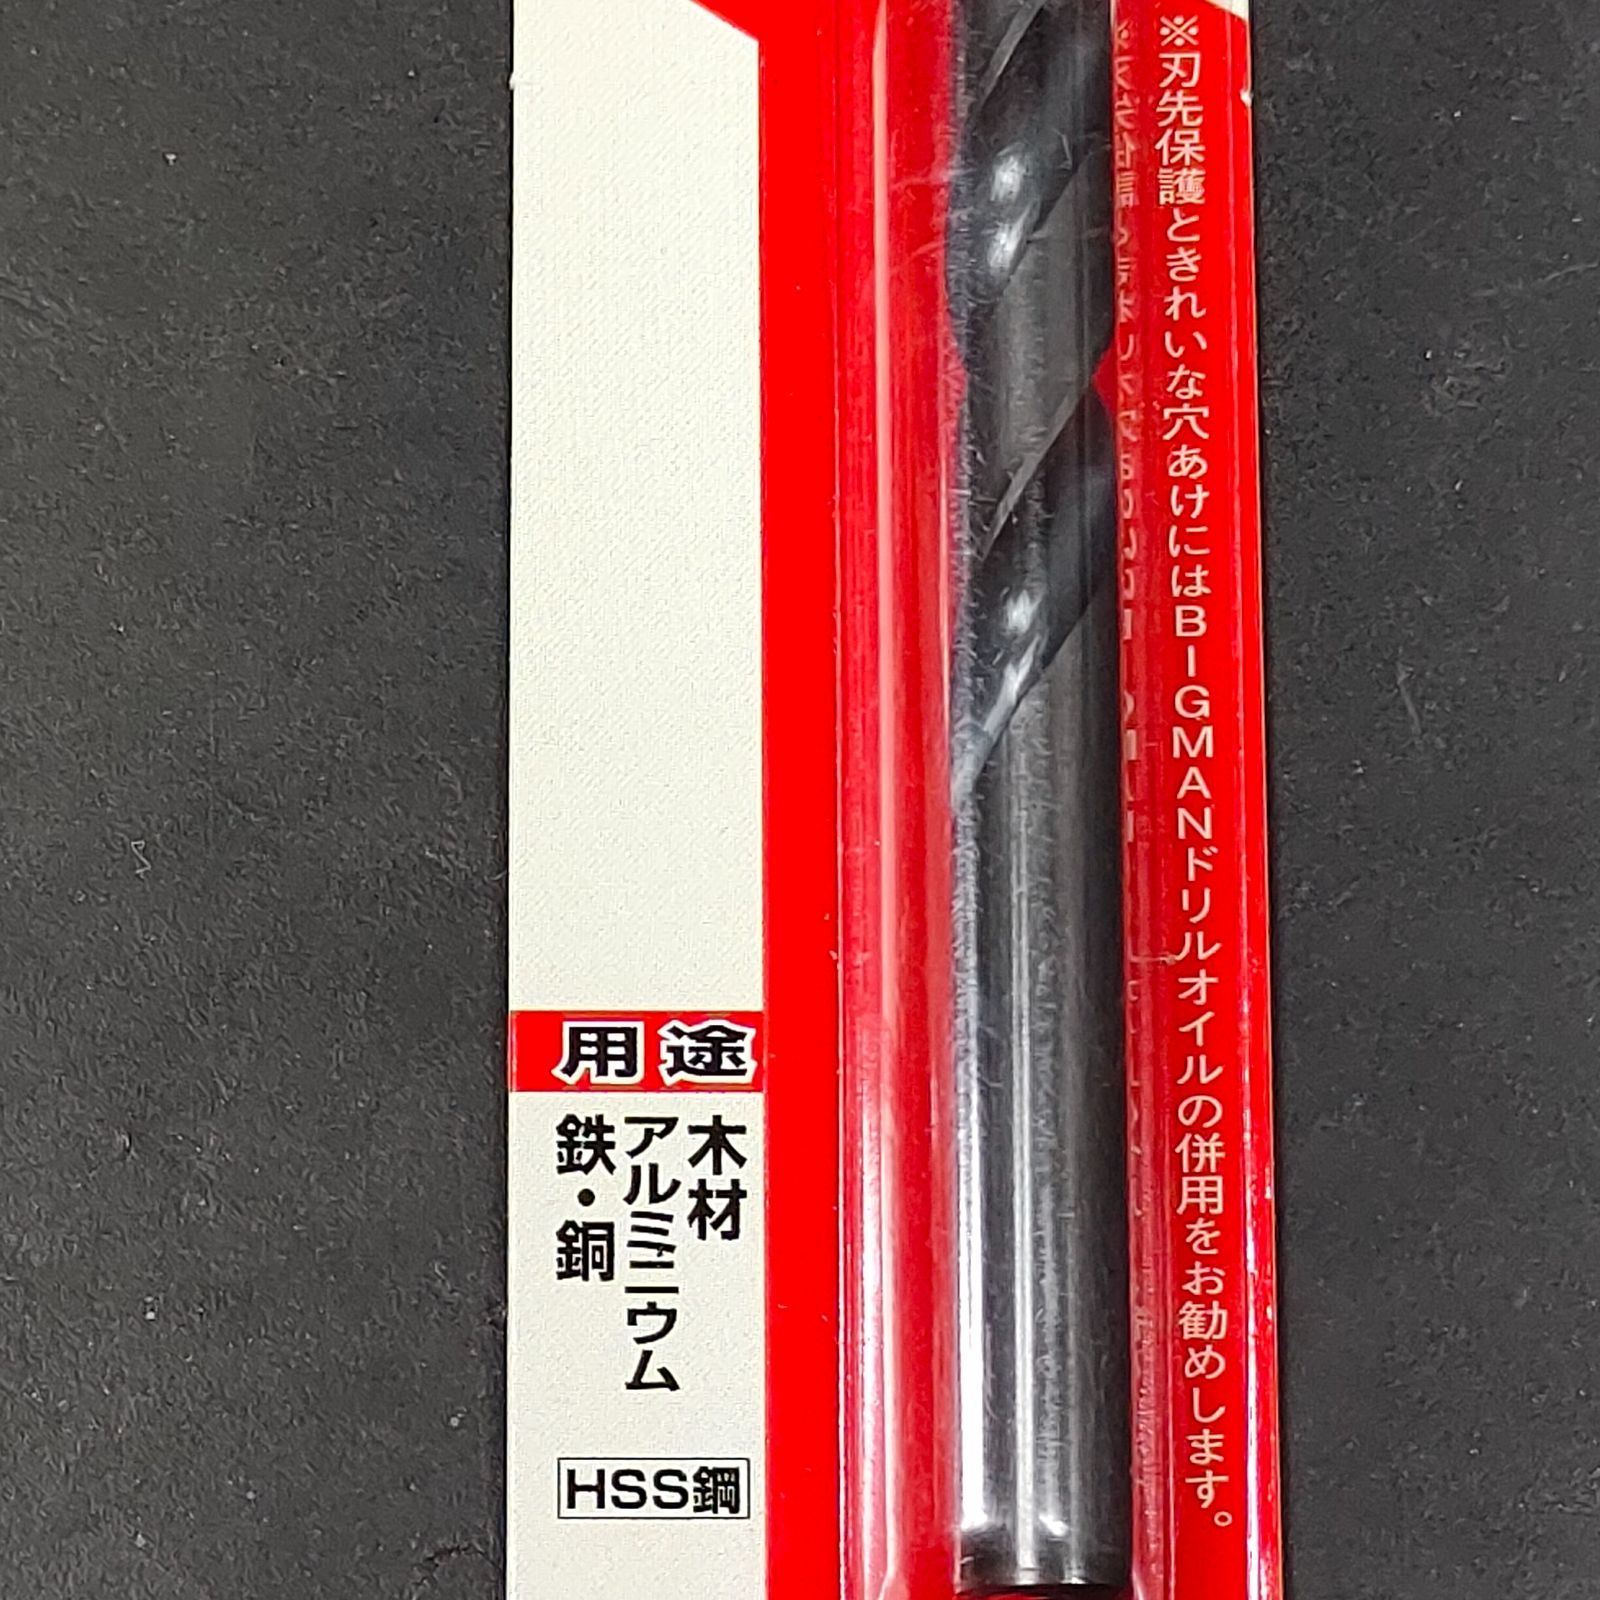 ※刃先保護ときれいな穴あけにはBIGMANドリルオイルの併用をお勧めします。
用途
木材
アルミニウム
鉄・銅
HSS鋼